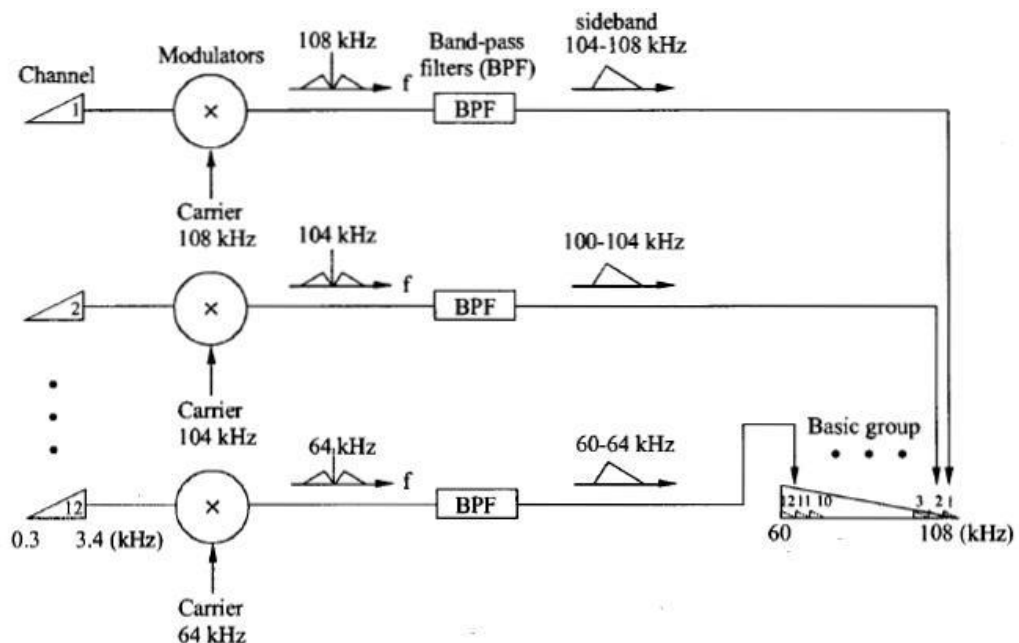 sideband
108 kHz
Band-pass
104-108 kHz
Modulators
filters (BPF)
Channel
f
1
×
BPF
Carrier
108 kHz
104 kHz
100-104 kHz
f
2
×
BPF
Carrier
104 kHz
64 kHz
60-64 kHz
Basic group
f
12
×
BPF
12 11 10
3 2 1
0.3
3.4 (kHz)
60
108 (kHz)
Carrier
64 kHz